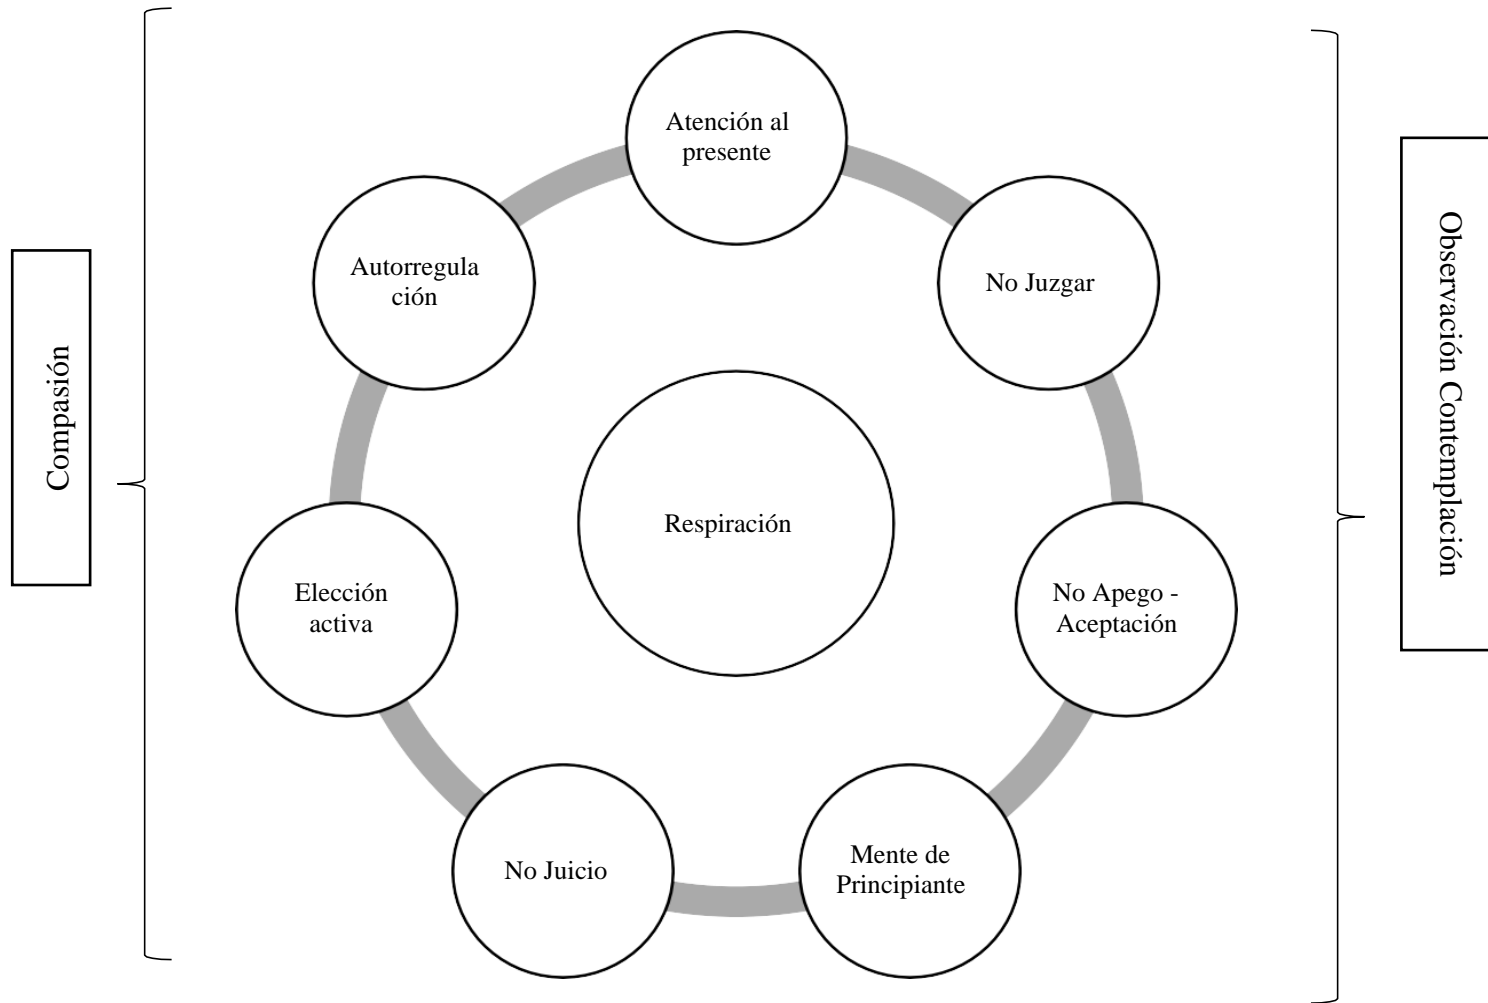 Atención al
presente
Autorregula
ción
No Juzgar
Compasión
Observación Contemplación
Respiración
Elección
activa
No Apego -
Aceptación
No Juicio
Mente de
Principiante